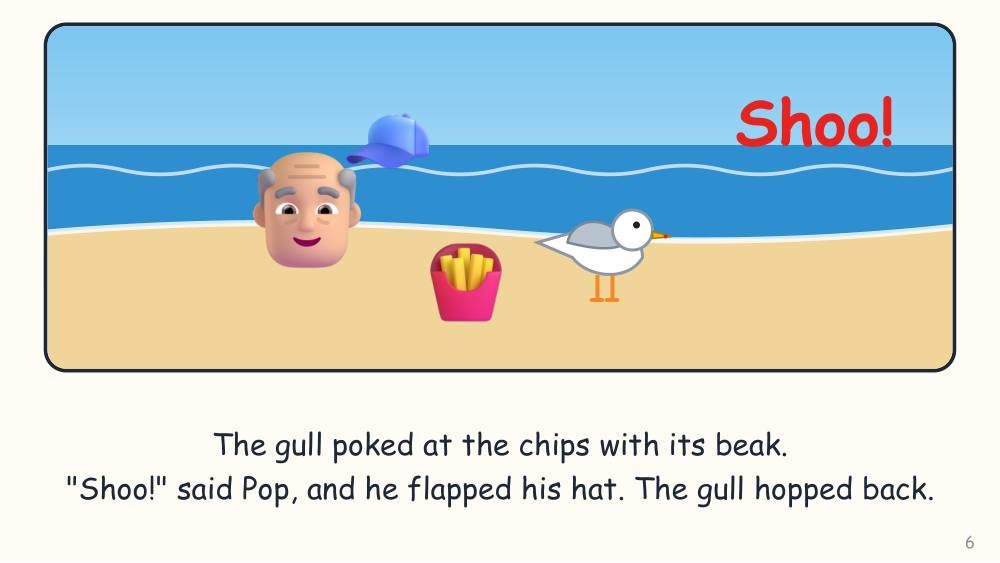 Shoo!
The gull poked at the chips with its beak.
"Shoo!" said Pop, and he flapped his hat. The gull hopped back.
6